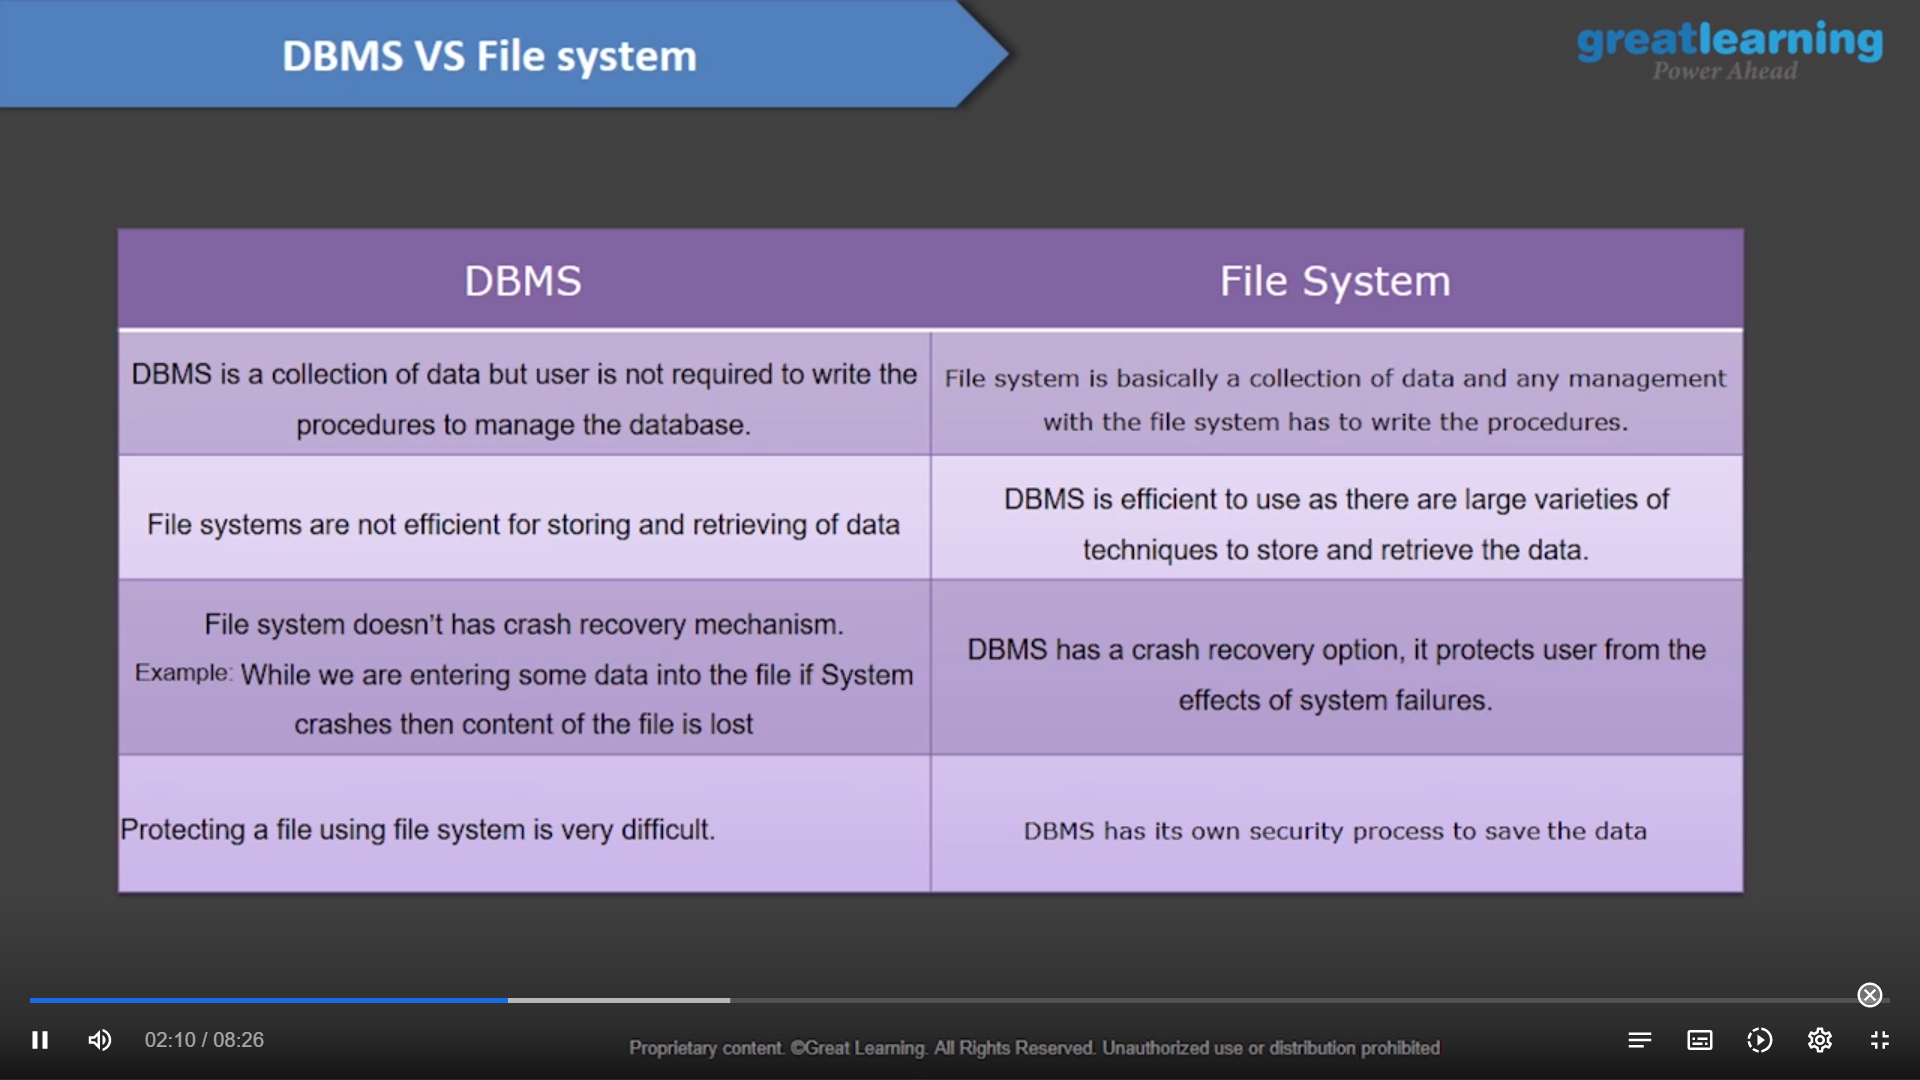 DBMS VS File system
greatlearning
Power Ahead
DBMS
File System
DBMS is a collection of data but user is not required to write the
procedures to manage the database.
File system is basically a collection of data and any management
with the file system has to write the procedures.
File systems are not efficient for storing and retrieving of data
DBMS is efficient to use as there are large varieties of
techniques to store and retrieve the data.
File system doesn’t has crash recovery mechanism.
Example: While we are entering some data into the file if System
crashes then content of the file is lost
DBMS has a crash recovery option, it protects user from the
effects of system failures.
Protecting a file using file system is very difficult.
DBMS has its own security process to save the data
02:10 / 08:26
Proprietary content. ©Great Learning. All Rights Reserved. Unauthorized use or distribution prohibited